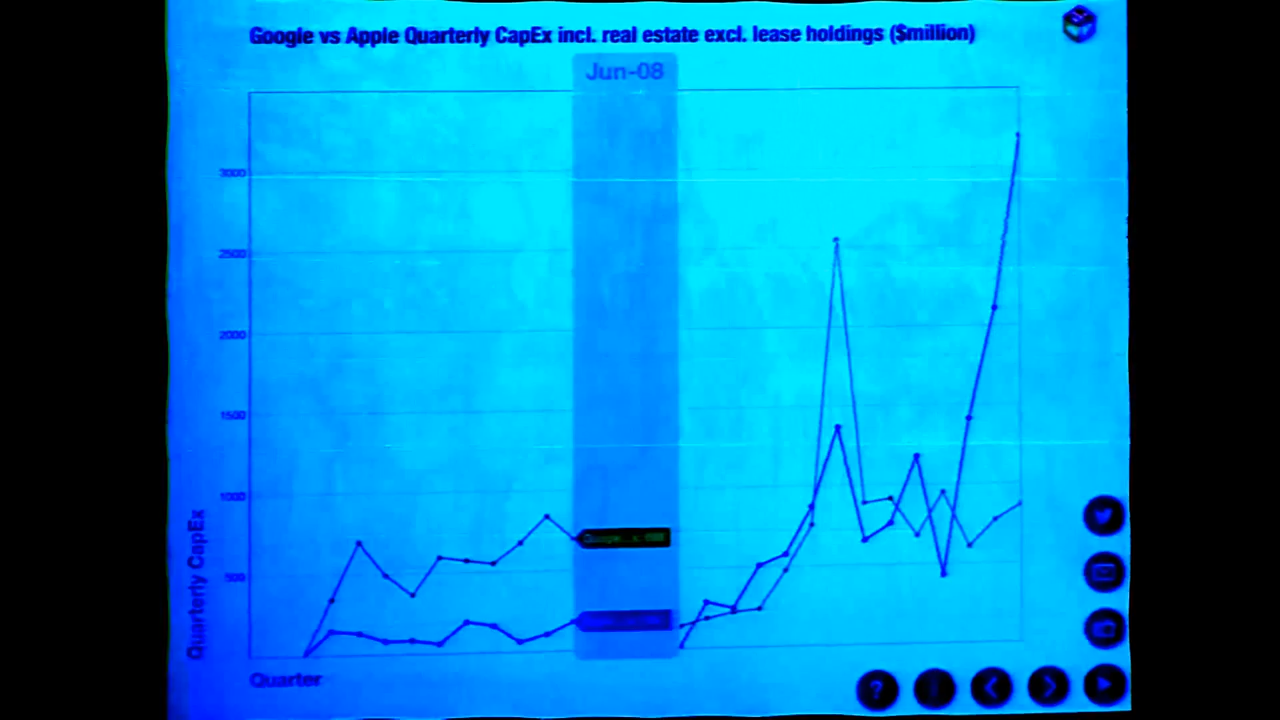 Google vs Apple Quarterly CapEx incl. real estate excl. lease holdings ($million)
Jun-08
3000
2500
2000
1500
1000
500
Quarterly CapEx
Quarter
?